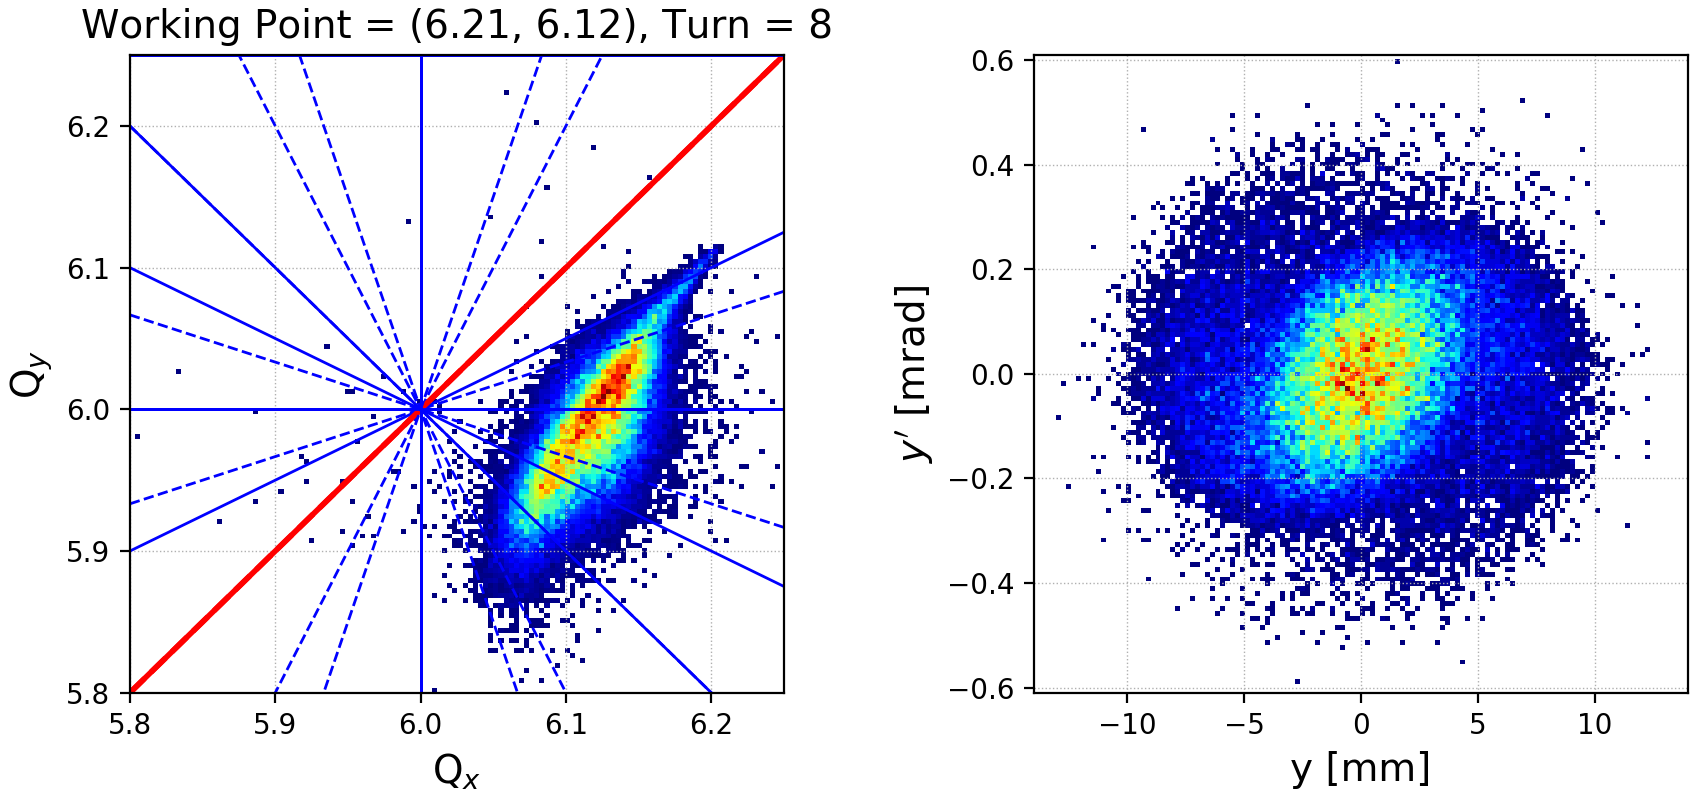 Working Point = (6.21, 6.12), Turn = 8
6.2
6.1
6.0
5.9
5.8
Q_y
5.8 5.9 6.0 6.1 6.2
Q_x
0.6
0.4
0.2
0.0
−0.2
−0.4
−0.6
y′ [mrad]
−10 −5 0 5 10
y [mm]